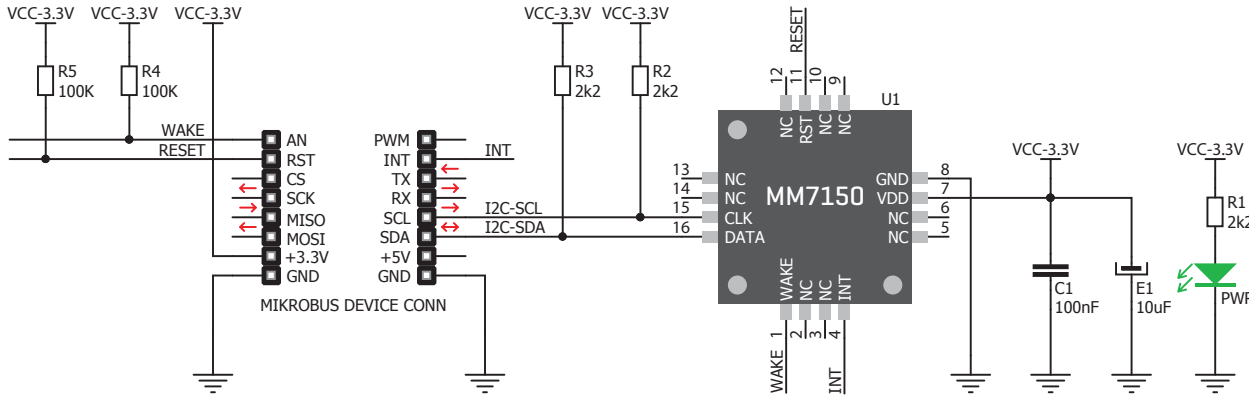 VCC-3.3V
VCC-3.3V
VCC-3.3V
R5
100K
R4
100K
WAKE
RESET
AN
RST
CS
SCK
MISO
MOSI
+3.3V
GND
PWM
INT
TX
RX
SCL
SDA
+5V
GND
MIKROBUS DEVICE CONN
INT
I2C-SCL
I2C-SDA
VCC-3.3V
VCC-3.3V
R3
2k2
R2
2k2
RESET
12
11
10
9
NC
RST
NC
NC
U1
13
14
15
16
NC
NC
CLK
DATA
MM7150
GND
VDD
NC
NC
8
7
6
5
WAKE
NC
NC
INT
1
2
3
4
WAKE
INT
VCC-3.3V
C1
100nF
E1
10uF
VCC-3.3V
R1
2k2
PWR